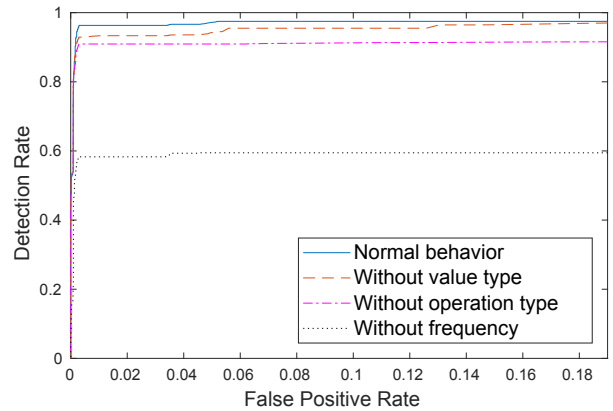 1
0.8
0.6
0.4
0.2
0
Detection Rate
Normal behavior
Without value type
Without operation type
Without frequency
0 0.02 0.04 0.06 0.08 0.1 0.12 0.14 0.16 0.18
False Positive Rate